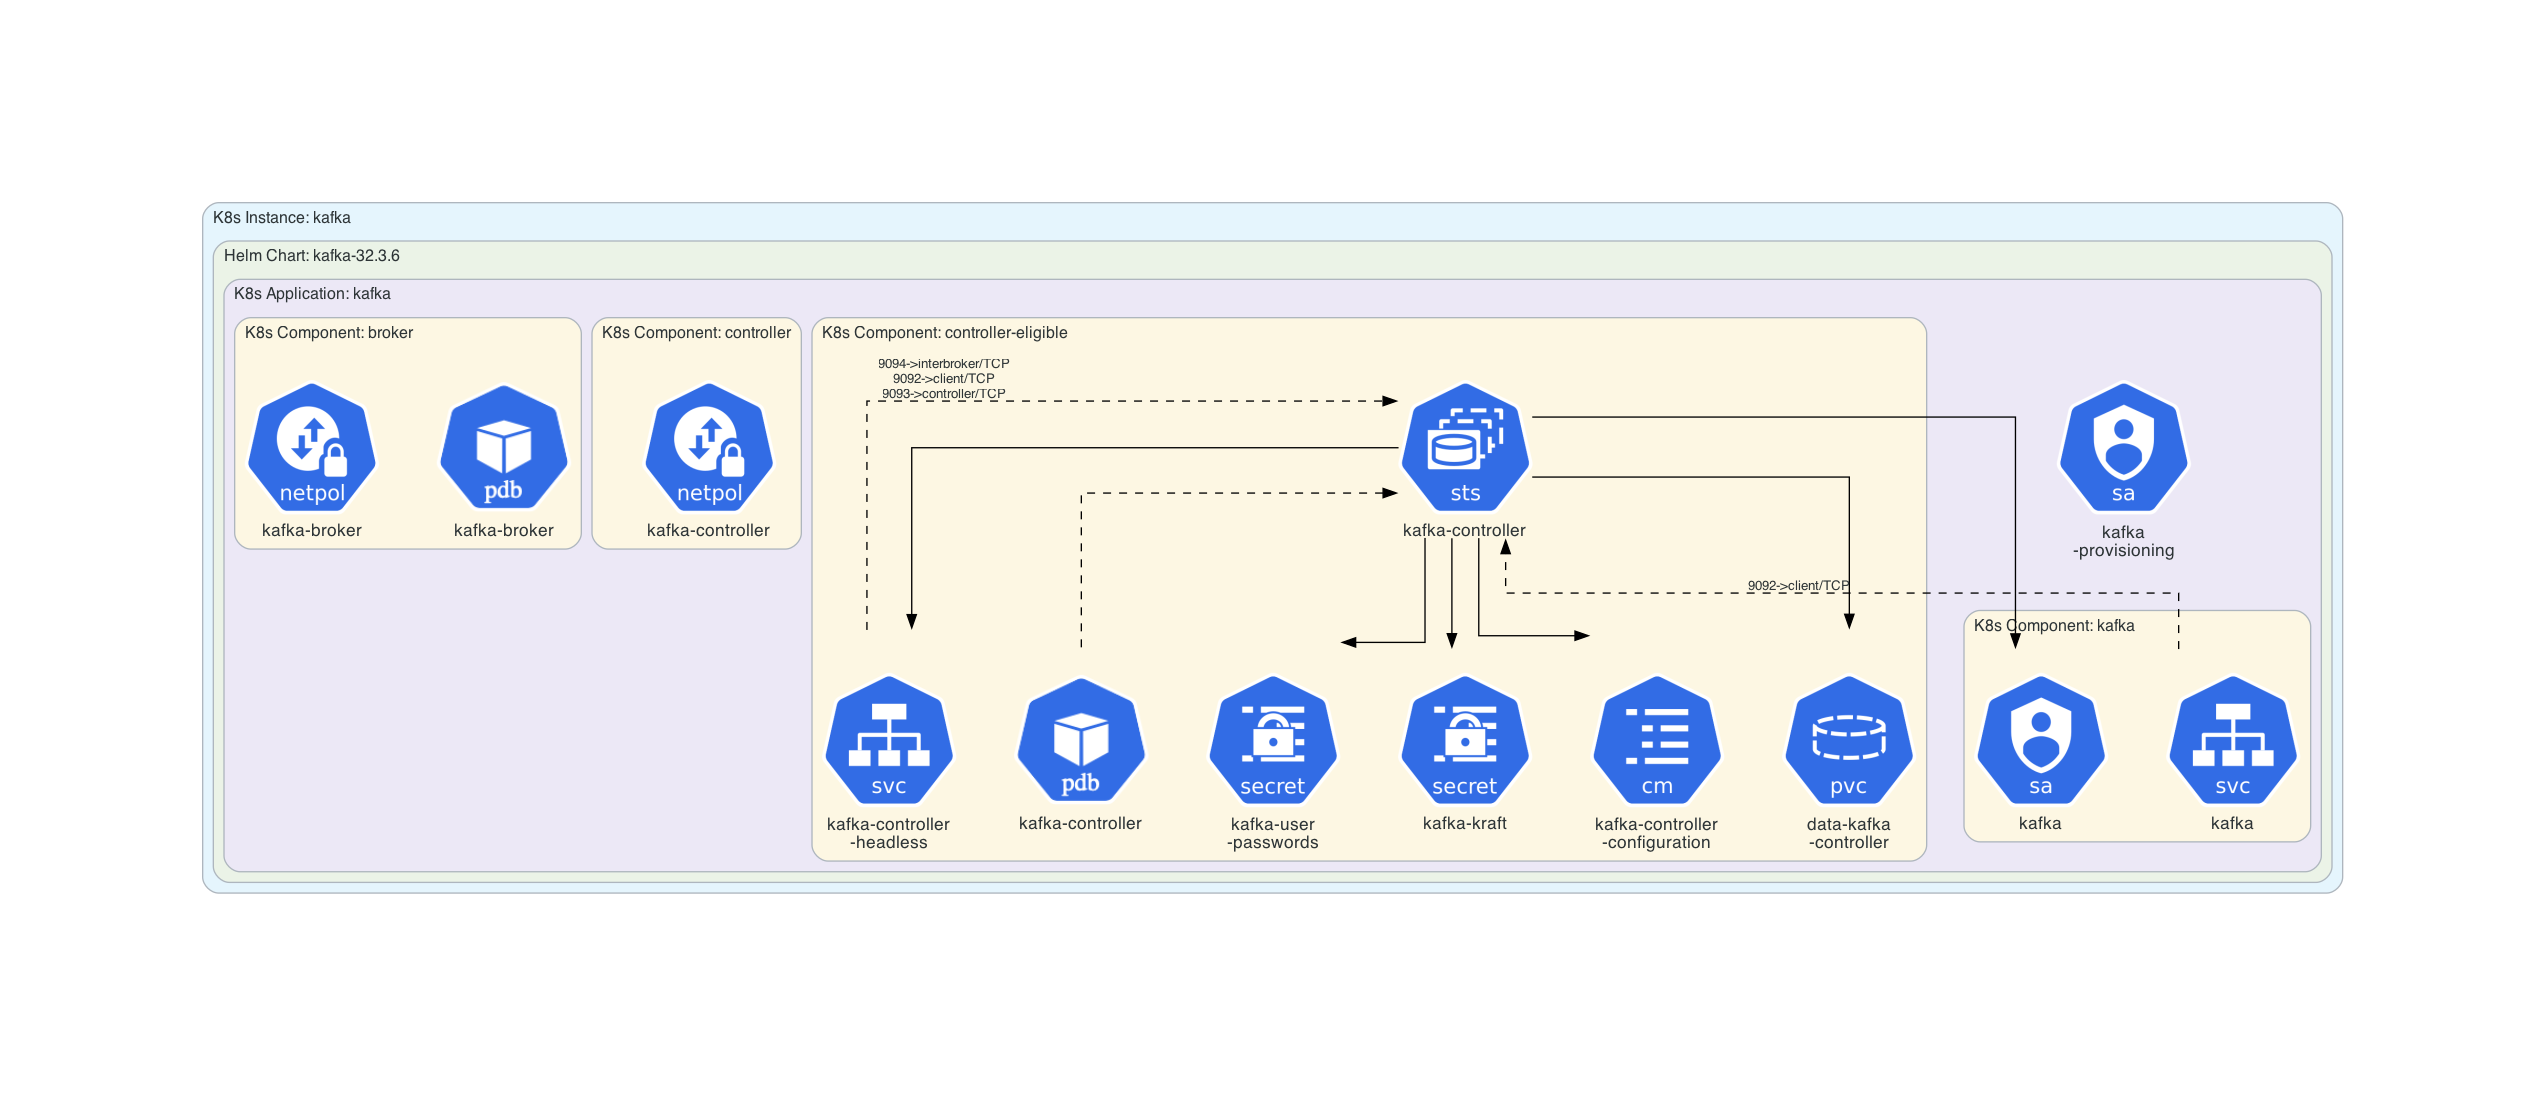 K8s Instance: kafka
Helm Chart: kafka-32.3.6
K8s Application: kafka
K8s Component: broker
netpol
kafka-broker
pdb
kafka-broker
K8s Component: controller
netpol
kafka-controller
K8s Component: controller-eligible
9094->interbroker/TCP
9092->client/TCP
9093->controller/TCP
sts
kafka-controller
sa
kafka
-provisioning
9092->client/TCP
svc
kafka-controller
-headless
pdb
kafka-controller
secret
kafka-user
-passwords
secret
kafka-kraft
cm
kafka-controller
-configuration
pvc
data-kafka
-controller
K8s Component: kafka
sa
kafka
svc
kafka